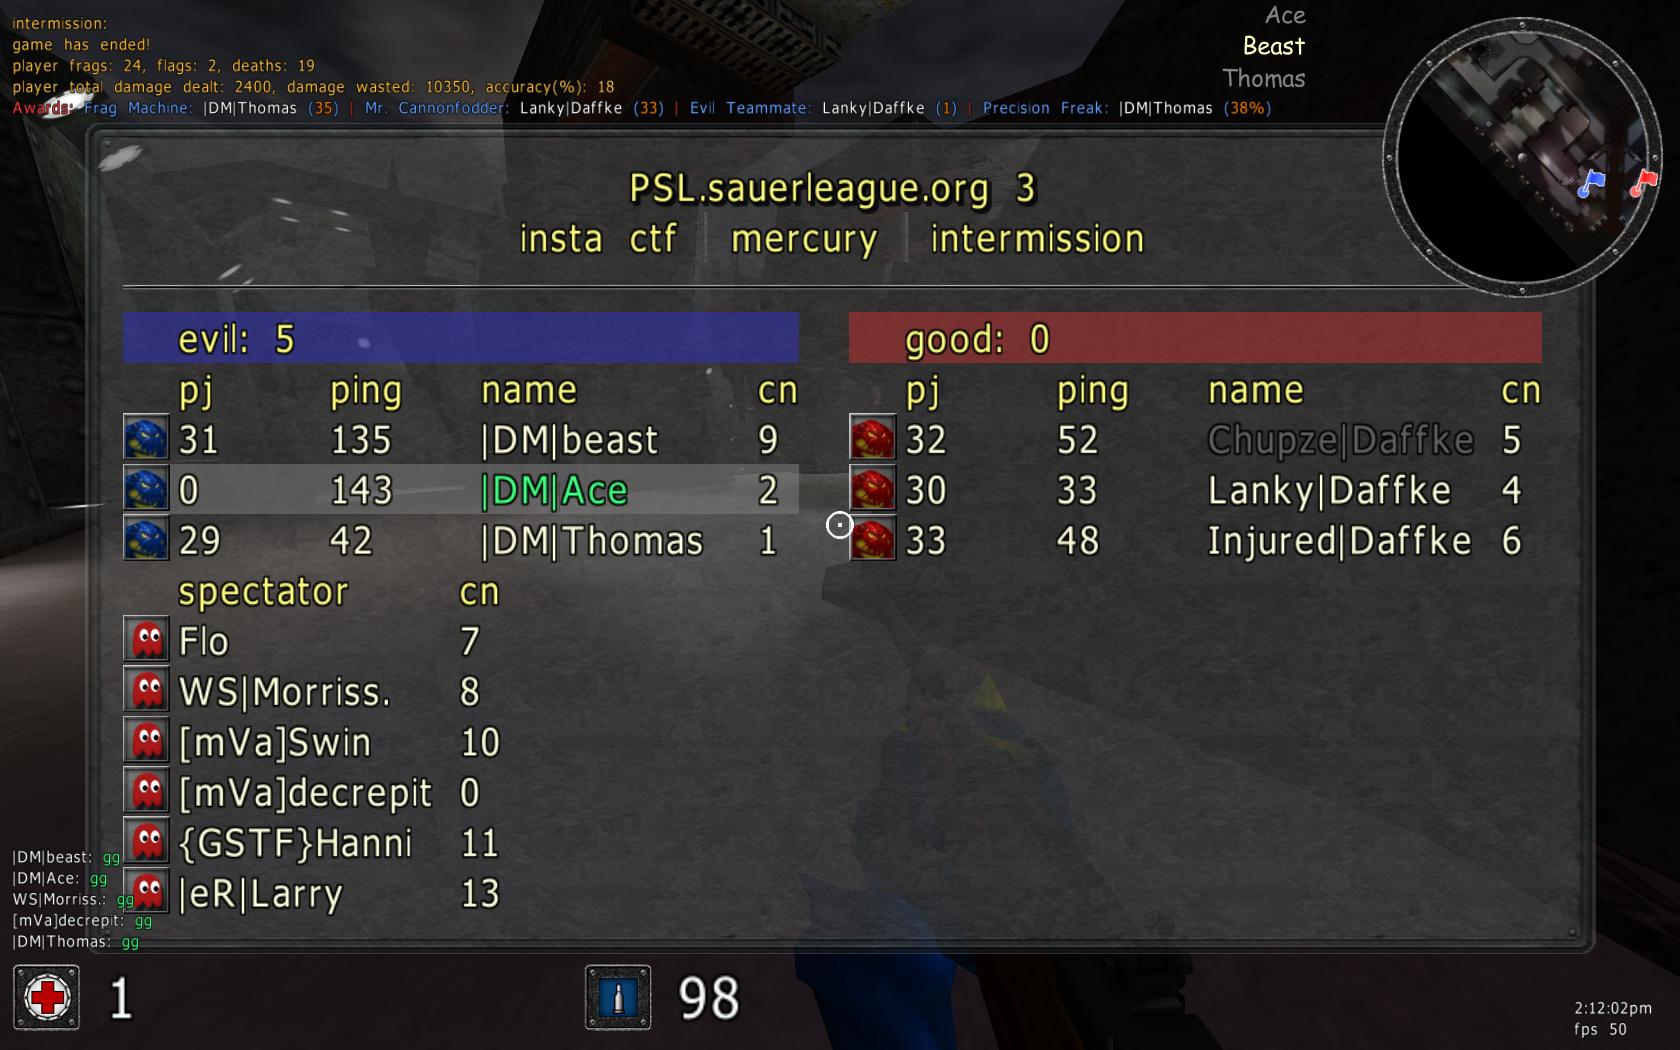 intermission:
game has ended!
player frags: 24, flags: 2, deaths: 19
player total damage dealt: 2400, damage wasted: 10350, accuracy(%): 18
Awards: Frag Machine: |DM|Thomas (35) | Mr. Cannonfodder: Lanky|Daffke (33) | Evil Teammate: Lanky|Daffke (1) | Precision Freak: |DM|Thomas (38%)
Ace
Beast
Thomas
PSL.sauerleague.org 3
insta ctf mercury intermission
evil: 5 good: 0
pj ping name cn pj ping name cn
31 135 |DM|beast 9 32 52 Chupze|Daffke 5
0 143 |DM|Ace 2 30 33 Lanky|Daffke 4
29 42 |DM|Thomas 1 33 48 Injured|Daffke 6
spectator cn
Flo 7
WS|Morriss. 8
[mVa]Swin 10
[mVa]decrepit 0
{GSTF}Hanni 11
|eR|Larry 13
|DM|beast: gg
|DM|Ace: gg
WS|Morriss.: gg
[mVa]decrepit: gg
|DM|Thomas: gg
1 98
2:12:02pm
fps 50